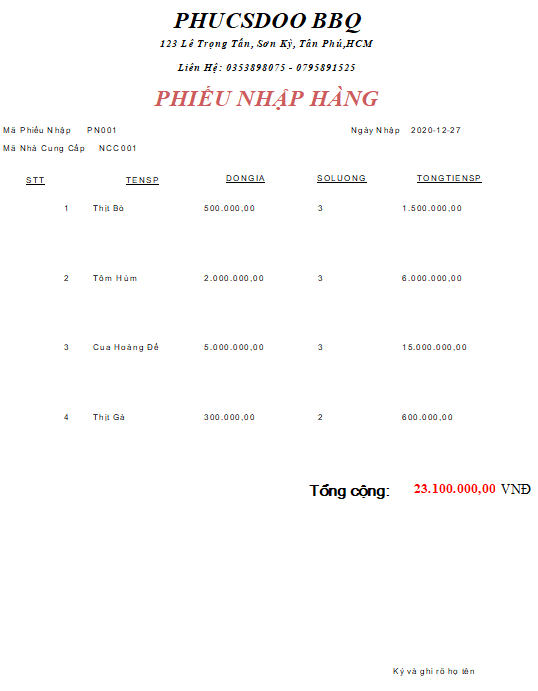 PHUCSDOO BBQ
123 Lê Trọng Tấn, Sơn Kỳ, Tân Phú,HCM
Liên Hệ: 0353898075 - 0795891525
PHIẾU NHẬP HÀNG
Mã Phiếu Nhập PN001 Ngày Nhập 2020-12-27
Mã Nhà Cung Cấp NCC001
STT TENSP DONGIA SOLUONG TONGTIENSP
1 Thịt Bò 500.000,00 3 1.500.000,00
2 Tôm Hùm 2.000.000,00 3 6.000.000,00
3 Cua Hoàng Đế 5.000.000,00 3 15.000.000,00
4 Thịt Gà 300.000,00 2 600.000,00
Tổng cộng: 23.100.000,00 VNĐ
Ký và ghi rõ họ tên